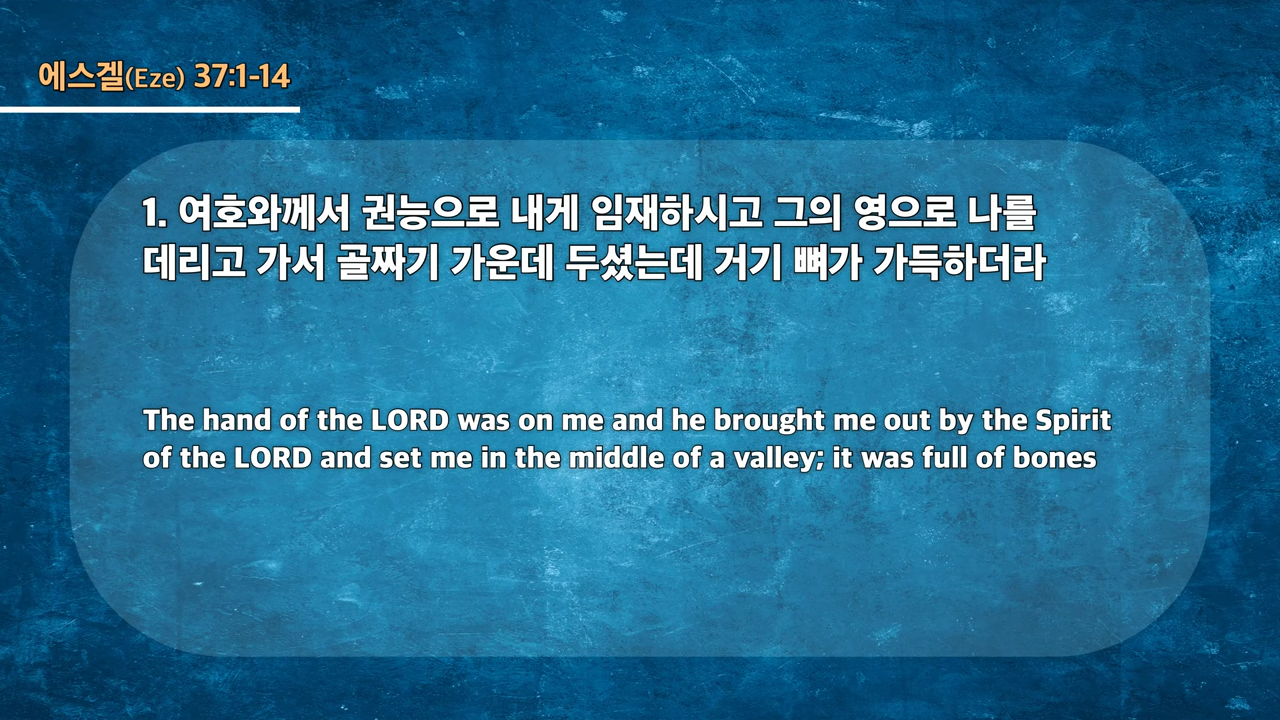 에스겔(Eze) 37:1-14
1. 여호와께서 권능으로 내게 임재하시고 그의 영으로 나를
데리고 가서 골짜기 가운데 두셨는데 거기 뼈가 가득하더라
The hand of the LORD was on me and he brought me out by the Spirit
of the LORD and set me in the middle of a valley; it was full of bones